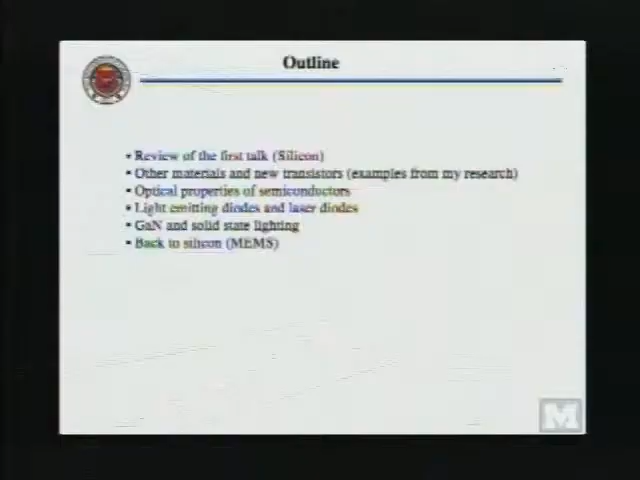 Outline
• Review of the first talk (Silicon)
• Other materials and new transistors (examples from my research)
• Optical properties of semiconductors
• Light emitting diodes and laser diodes
• GaN and solid state lighting
• Back to silicon (MEMS)
M